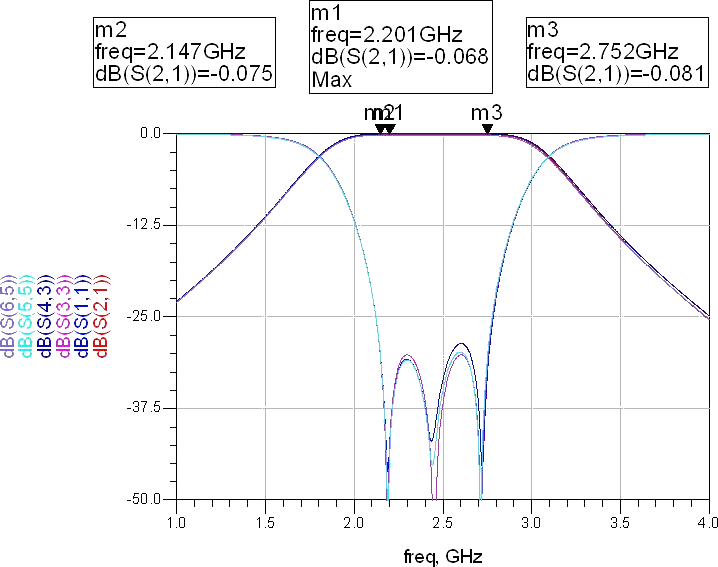 m2
freq=2.147GHz
dB(S(2,1))=-0.075
m1
freq=2.201GHz
dB(S(2,1))=-0.068
Max
m3
freq=2.752GHz
dB(S(2,1))=-0.081
m2 m1 m3
0.0
-12.5
-25.0
-37.5
-50.0
dB(S(6,5))
dB(S(5,5))
dB(S(4,3))
dB(S(3,3))
dB(S(1,1))
dB(S(2,1))
1.0 1.5 2.0 2.5 3.0 3.5 4.0
freq, GHz